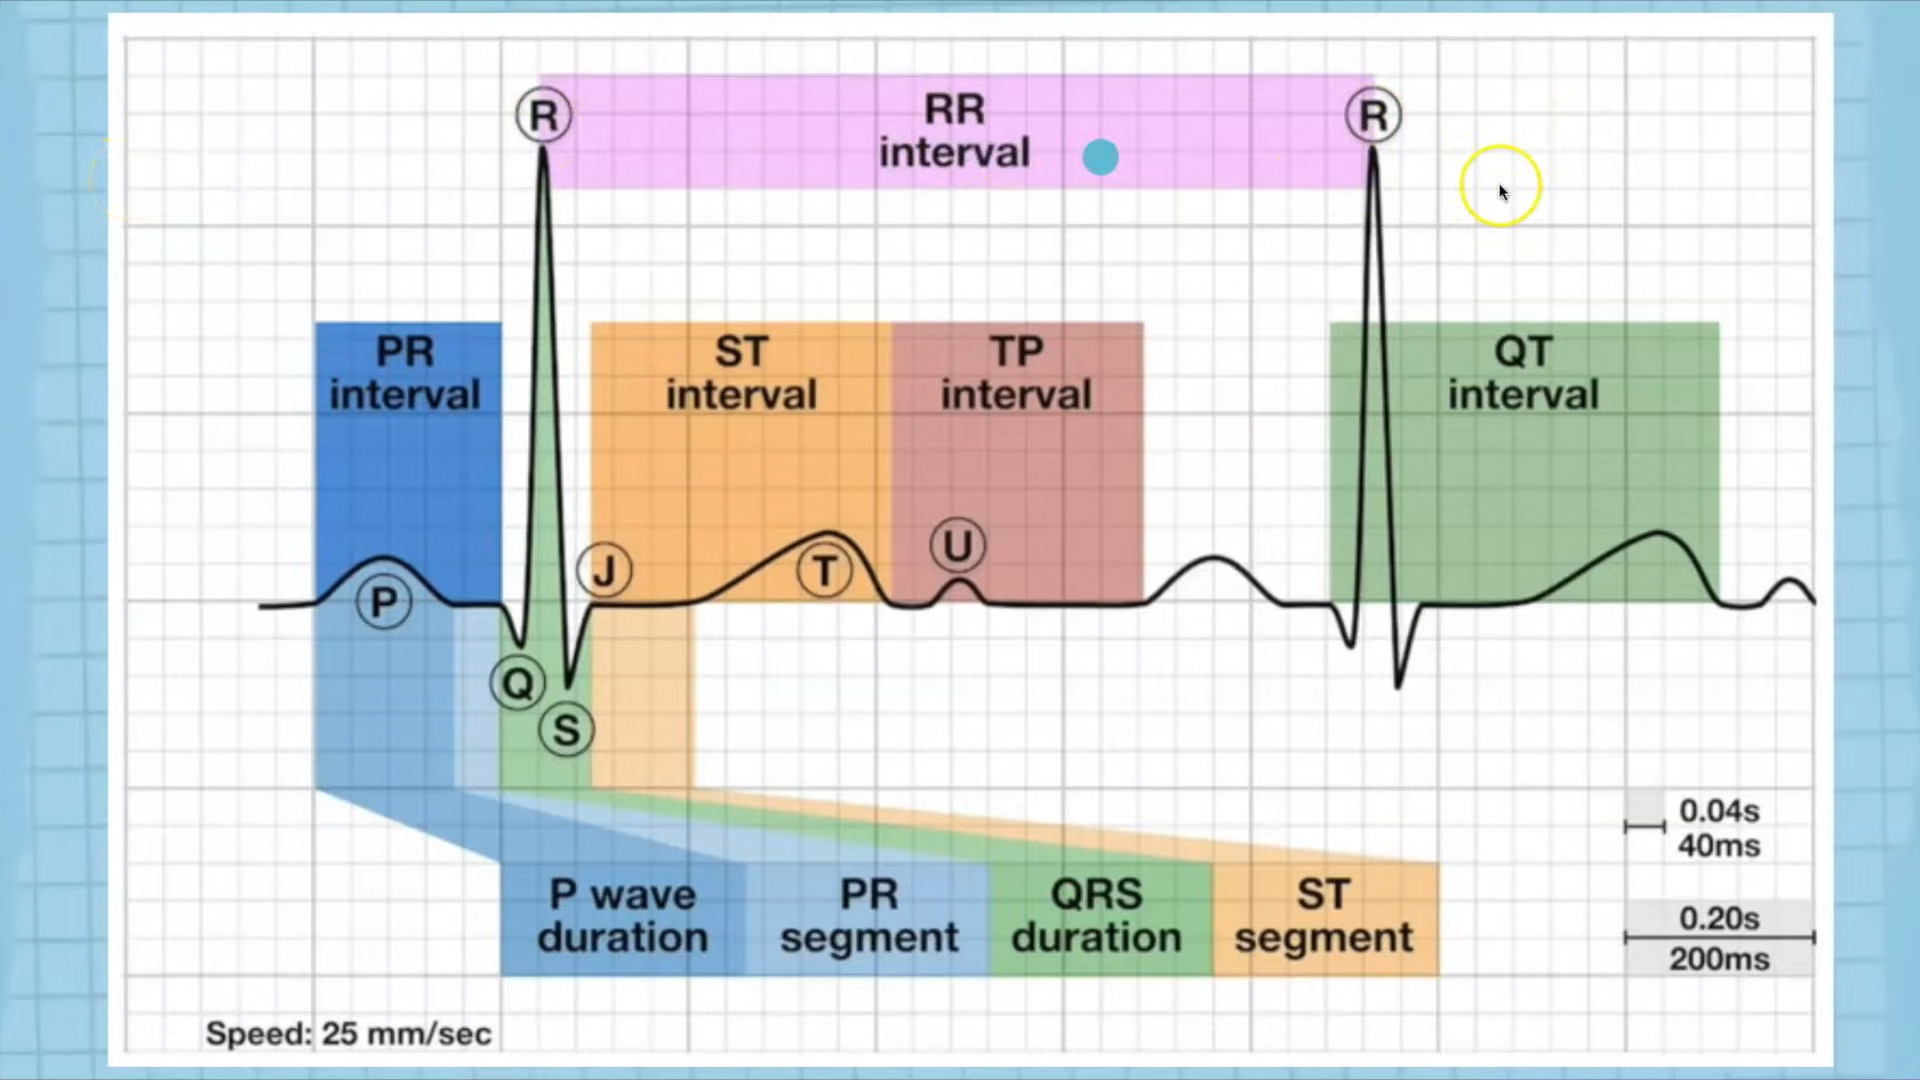 R
RR
interval
R
PR
interval
ST
interval
TP
interval
QT
interval
P
J
T
U
Q
S
0.04s
40ms
P wave
duration
PR
segment
QRS
duration
ST
segment
0.20s
200ms
Speed: 25 mm/sec